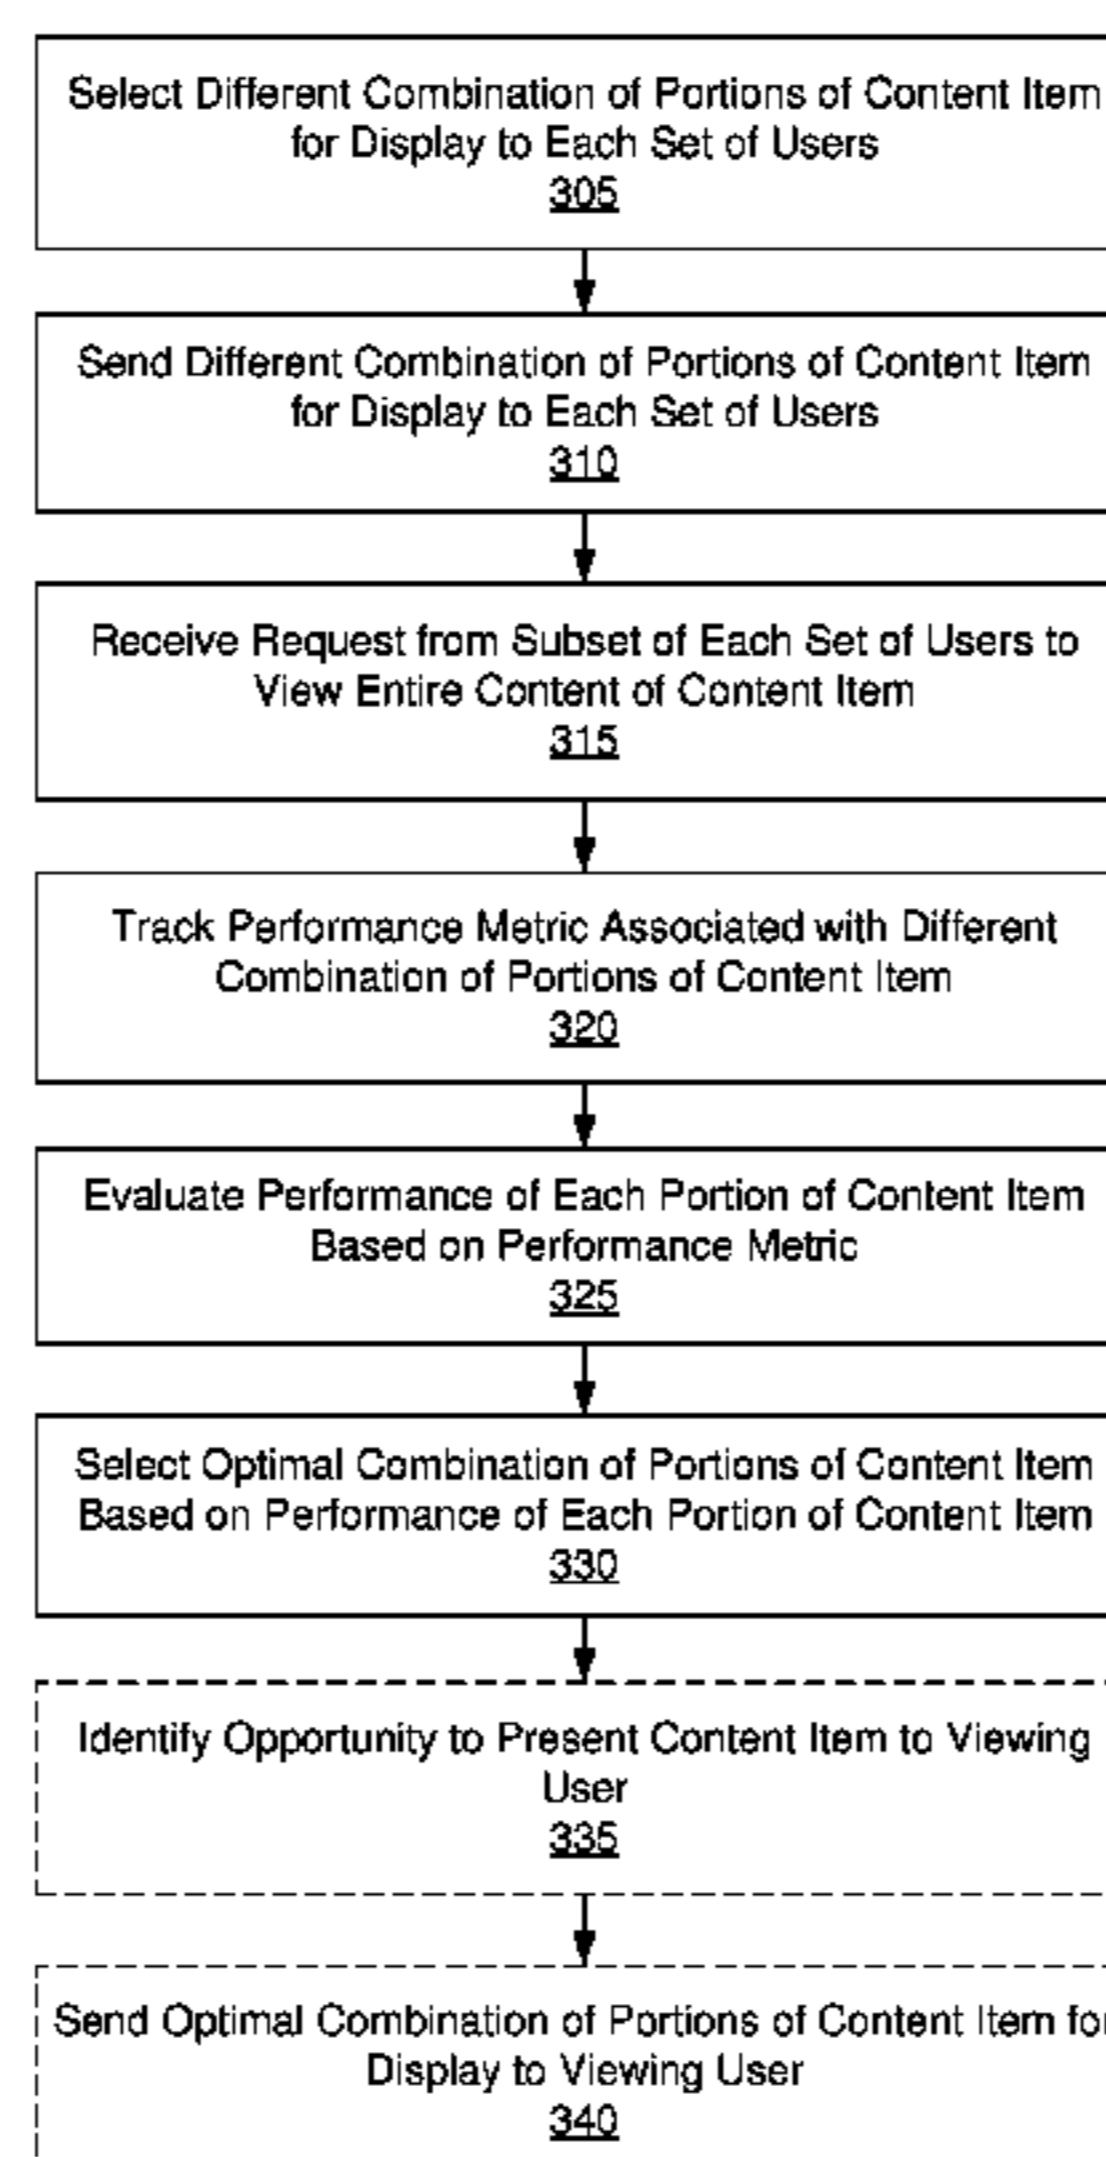 Select Different Combination of Portions of Content Item
for Display to Each Set of Users
305
Send Different Combination of Portions of Content Item
for Display to Each Set of Users
310
Receive Request from Subset of Each Set of Users to
View Entire Content of Content Item
315
Track Performance Metric Associated with Different
Combination of Portions of Content Item
320
Evaluate Performance of Each Portion of Content Item
Based on Performance Metric
325
Select Optimal Combination of Portions of Content Item
Based on Performance of Each Portion of Content Item
330
Identify Opportunity to Present Content Item to Viewing
User
335
Send Optimal Combination of Portions of Content Item for
Display to Viewing User
340